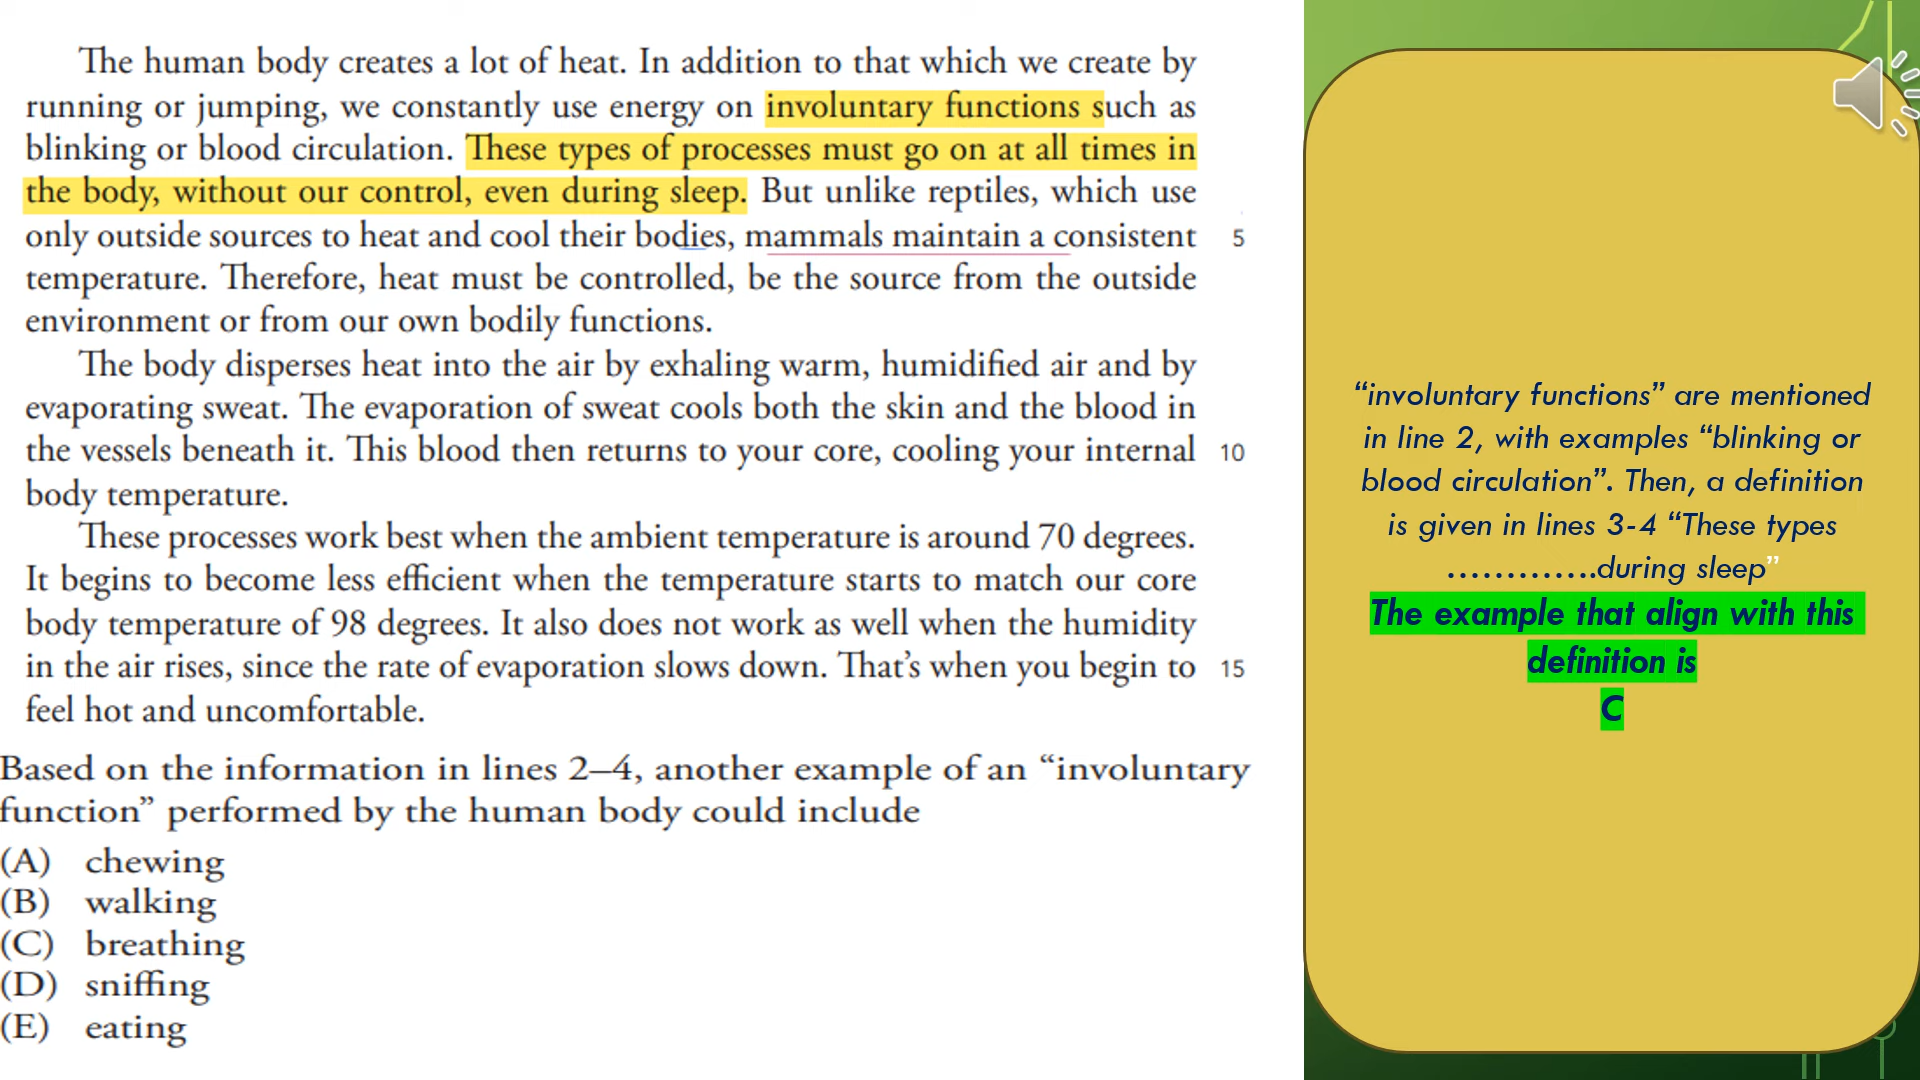 The human body creates a lot of heat. In addition to that which we create by
running or jumping, we constantly use energy on involuntary functions such as
blinking or blood circulation. These types of processes must go on at all times in
the body, without our control, even during sleep. But unlike reptiles, which use
only outside sources to heat and cool their bodies, mammals maintain a consistent 5
temperature. Therefore, heat must be controlled, be the source from the outside
environment or from our own bodily functions.
The body disperses heat into the air by exhaling warm, humidified air and by
evaporating sweat. The evaporation of sweat cools both the skin and the blood in
the vessels beneath it. This blood then returns to your core, cooling your internal 10
body temperature.
These processes work best when the ambient temperature is around 70 degrees.
It begins to become less efficient when the temperature starts to match our core
body temperature of 98 degrees. It also does not work as well when the humidity
in the air rises, since the rate of evaporation slows down. That's when you begin to 15
feel hot and uncomfortable.
Based on the information in lines 2–4, another example of an “involuntary
function” performed by the human body could include
(A) chewing
(B) walking
(C) breathing
(D) sniffing
(E) eating
“involuntary functions” are mentioned
in line 2, with examples “blinking or
blood circulation”. Then, a definition
is given in lines 3-4 “These types
………….during sleep”
The example that align with this
definition is
C